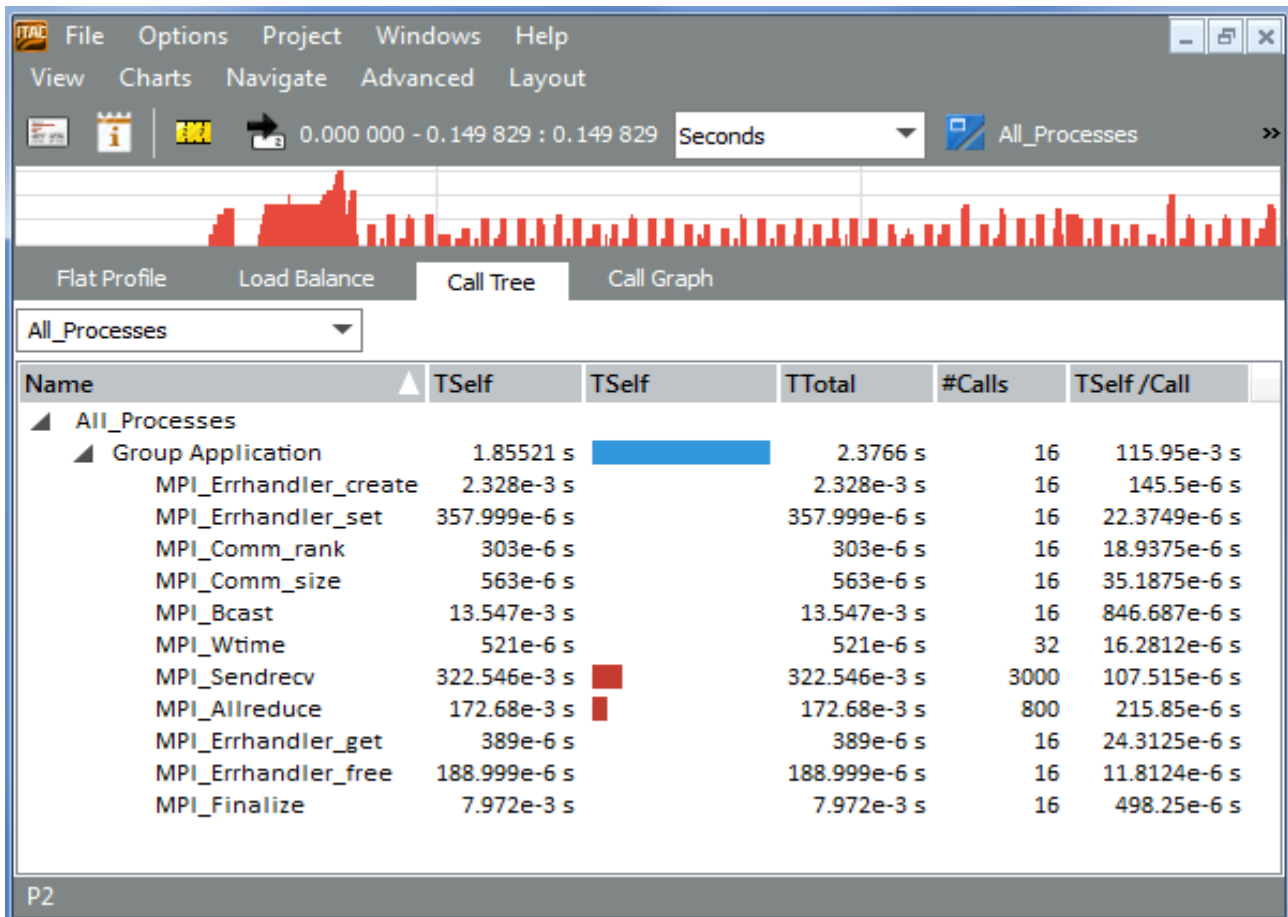 ITAC File Options Project Windows Help
View Charts Navigate Advanced Layout
0.000 000 - 0.149 829 : 0.149 829 Seconds All_Processes »
Flat Profile Load Balance Call Tree Call Graph
All_Processes
Name TSelf TSelf TTotal #Calls TSelf /Call
All_Processes
Group Application 1.85521 s 2.3766 s 16 115.95e-3 s
MPI_Errhandler_create 2.328e-3 s 2.328e-3 s 16 145.5e-6 s
MPI_Errhandler_set 357.999e-6 s 357.999e-6 s 16 22.3749e-6 s
MPI_Comm_rank 303e-6 s 303e-6 s 16 18.9375e-6 s
MPI_Comm_size 563e-6 s 563e-6 s 16 35.1875e-6 s
MPI_Bcast 13.547e-3 s 13.547e-3 s 16 846.687e-6 s
MPI_Wtime 521e-6 s 521e-6 s 32 16.2812e-6 s
MPI_Sendrecv 322.546e-3 s 322.546e-3 s 3000 107.515e-6 s
MPI_Allreduce 172.68e-3 s 172.68e-3 s 800 215.85e-6 s
MPI_Errhandler_get 389e-6 s 389e-6 s 16 24.3125e-6 s
MPI_Errhandler_free 188.999e-6 s 188.999e-6 s 16 11.8124e-6 s
MPI_Finalize 7.972e-3 s 7.972e-3 s 16 498.25e-6 s
P2